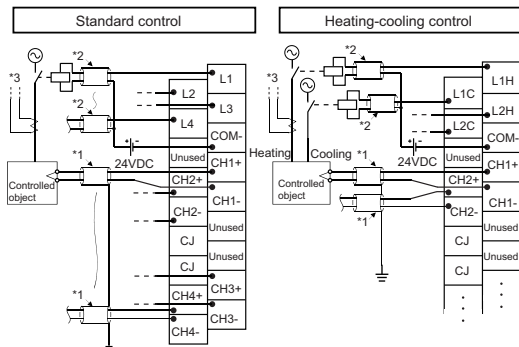 Standard control
*2
*3
*2
L1
L2
L3
L4
COM-
Unused
24VDC
*1
CH1+
CH2+
Controlled
object
CH1-
CH2-
Unused
CJ
Unused
CJ
*1
CH3+
CH4+
CH3-
CH4-
Heating-cooling control
*2
*3
*2
L1H
L1C
L2H
L2C
COM-
Unused
24VDC
Heating
Cooling
*1
CH1+
CH2+
Controlled
object
CH1-
CH2-
*1
Unused
CJ
Unused
CJ